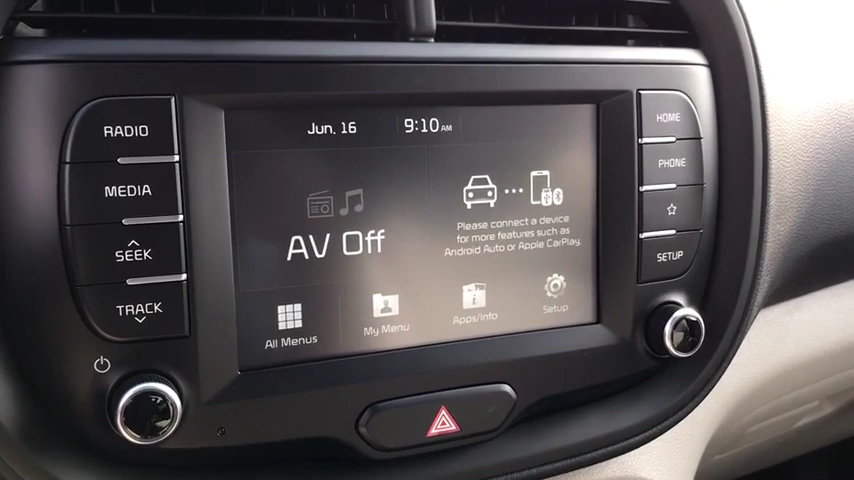 RADIO
MEDIA
SEEK
TRACK
Jun. 16 9:10 AM
AV Off
Please connect a device
for more features such as
Android Auto or Apple CarPlay.
All Menus
My Menu
Apps/Info
Setup
HOME
PHONE
SETUP